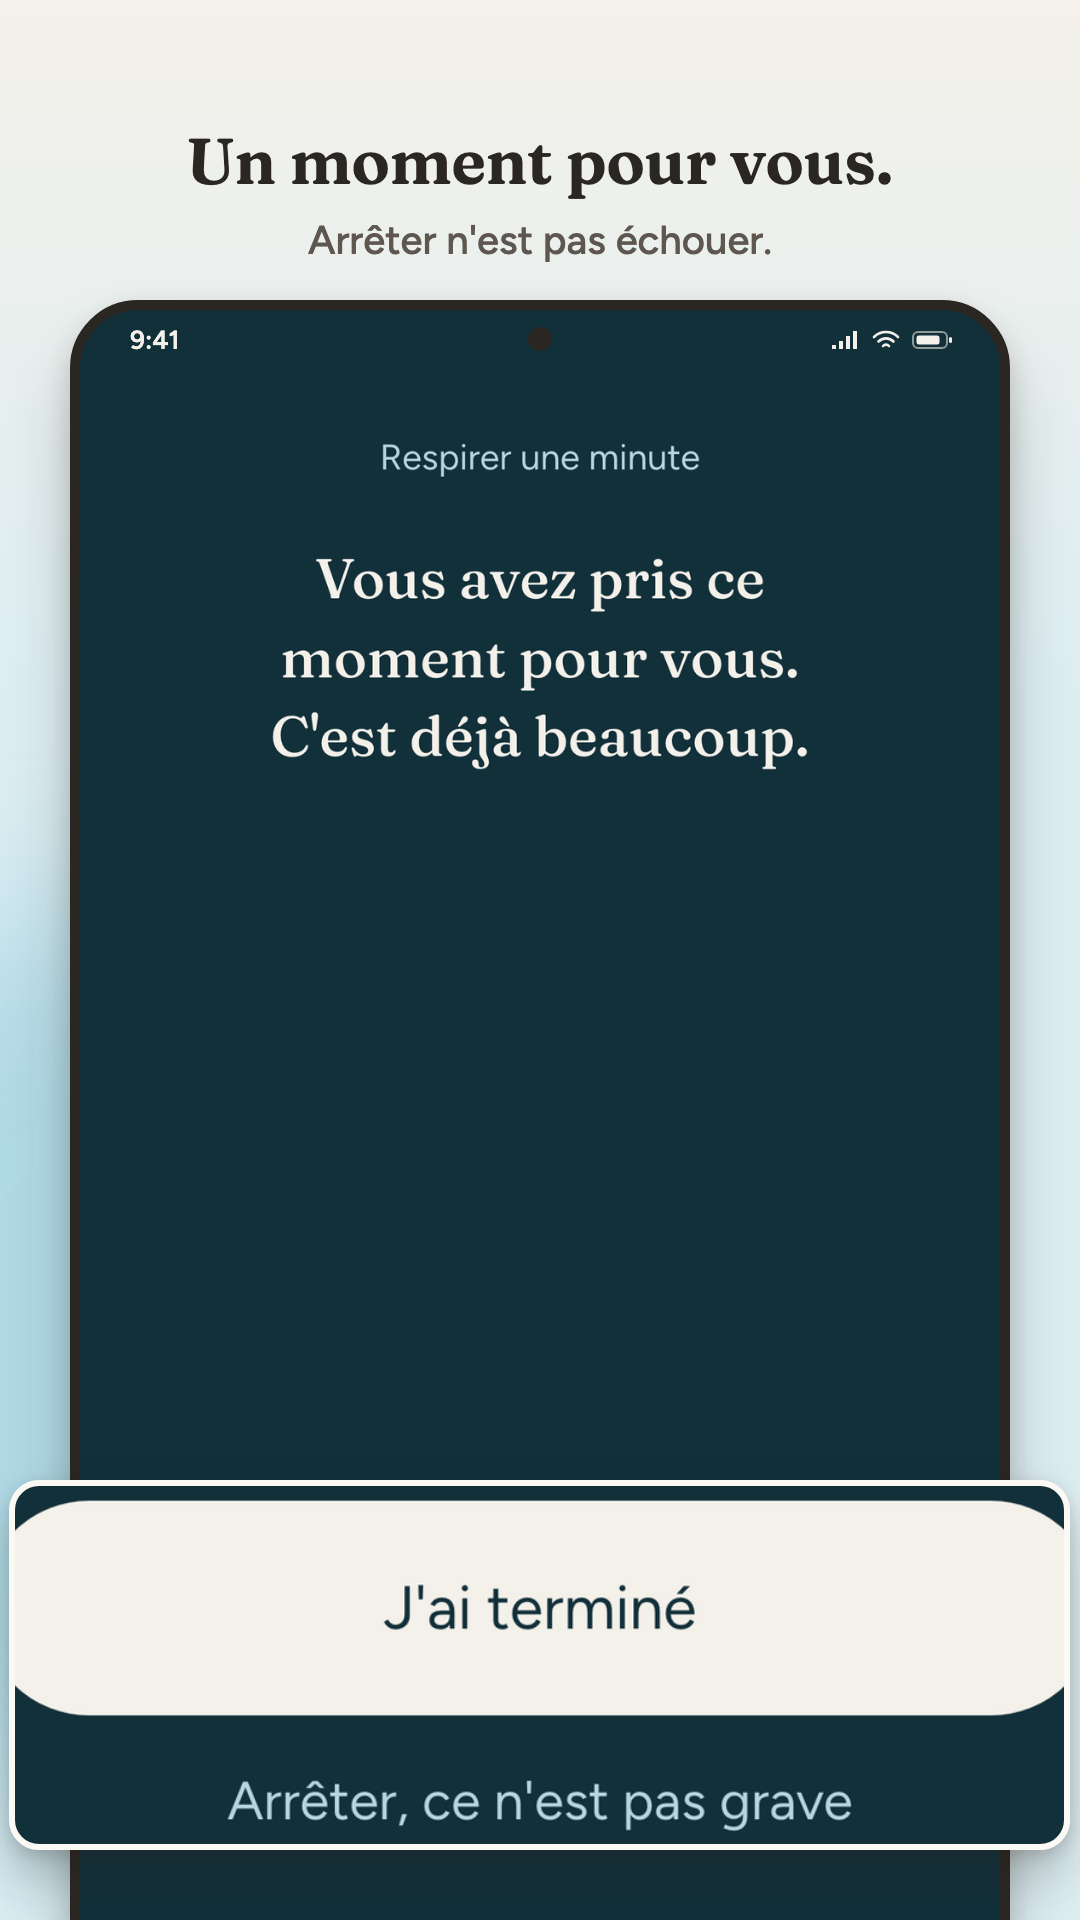 Un moment pour vous.
Arrêter n'est pas échouer.
9:41
Respirer une minute
Vous avez pris ce
moment pour vous.
C'est déjà beaucoup.
J'ai terminé
Arrêter, ce n'est pas grave